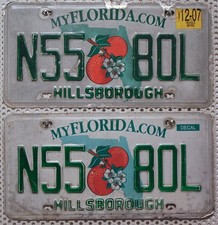 MYFLORIDA.COM
12-07
N55 80L
HILLSBOROUGH
MYFLORIDA.COM
DECAL
N55 80L
HILLSBOROUGH